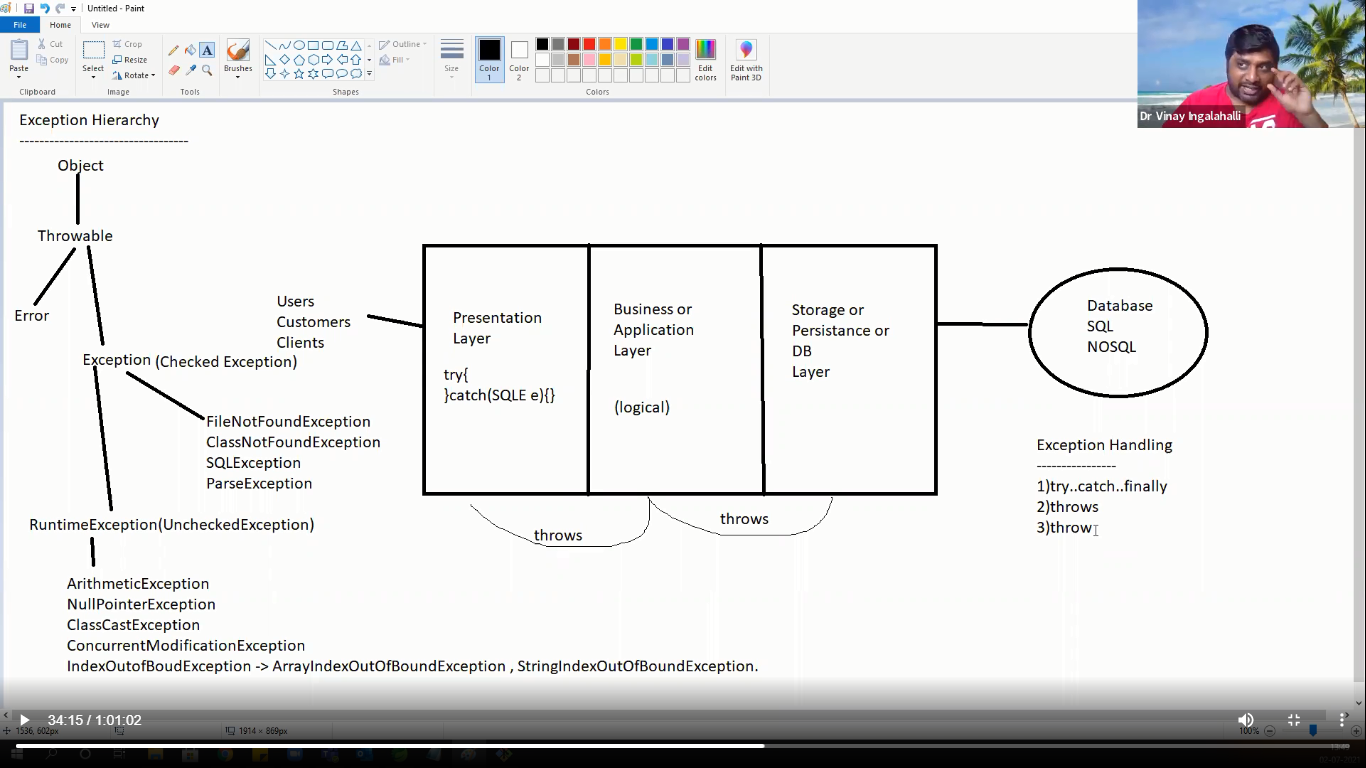 Untitled - Paint
File
Home
View
Paste
Cut
Copy
Clipboard
Select
Crop
Resize
Rotate
Image
A
Tools
Brushes
Shapes
Outline
Fill
Size
Color
1
Color
2
Colors
Edit
colors
Edit with
Paint 3D
Dr Vinay Ingalahalli
Exception Hierarchy
----------------------------------
Object
Throwable
Error
Exception (Checked Exception)
FileNotFoundException
ClassNotFoundException
SQLException
ParseException
RuntimeException(UncheckedException)
ArithmeticException
NullPointerException
ClassCastException
ConcurrentModificationException
IndexOutofBoudException -> ArrayIndexOutOfBoundException , StringIndexOutOfBoundException.
Users
Customers
Clients
Presentation
Layer
try{
}catch(SQLE e){}
Business or
Application
Layer
(logical)
Storage or
Persistance or
DB
Layer
throws
throws
Database
SQL
NOSQL
Exception Handling
----------------
1)try..catch..finally
2)throws
3)throw
34:15 / 1:01:02
1536, 602px
1914 × 869px
100%